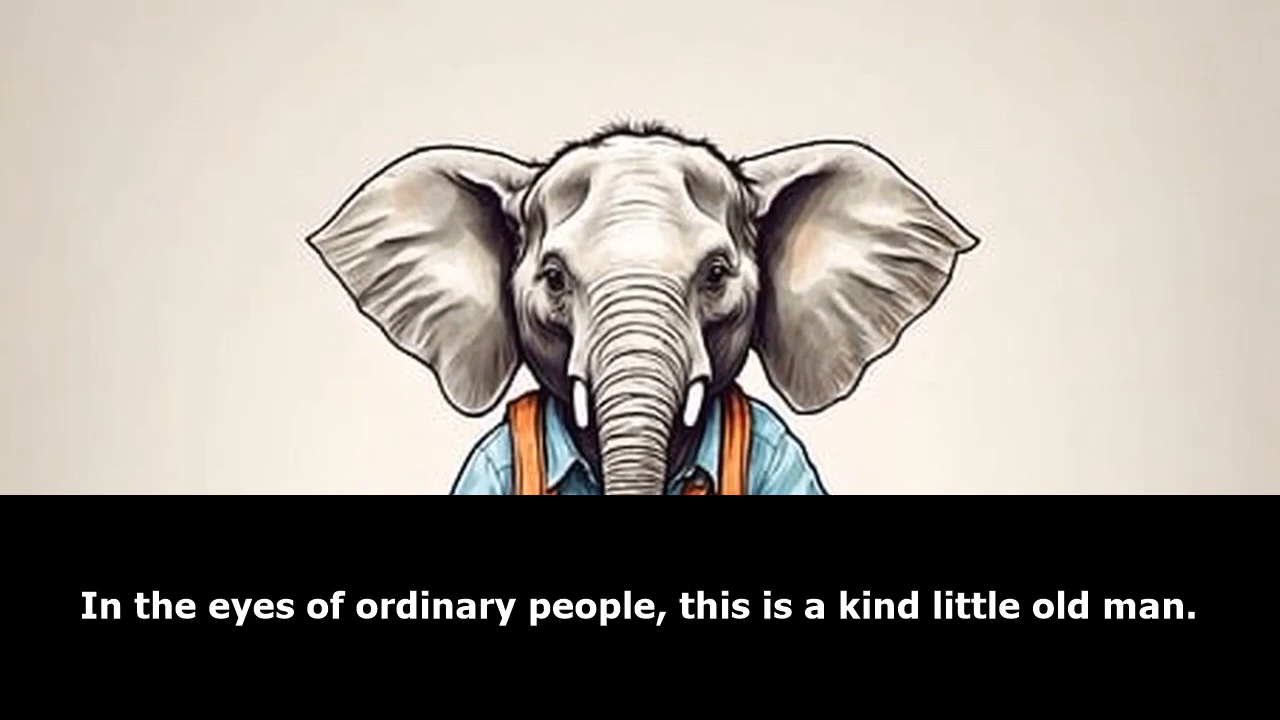 In the eyes of ordinary people, this is a kind little old man.